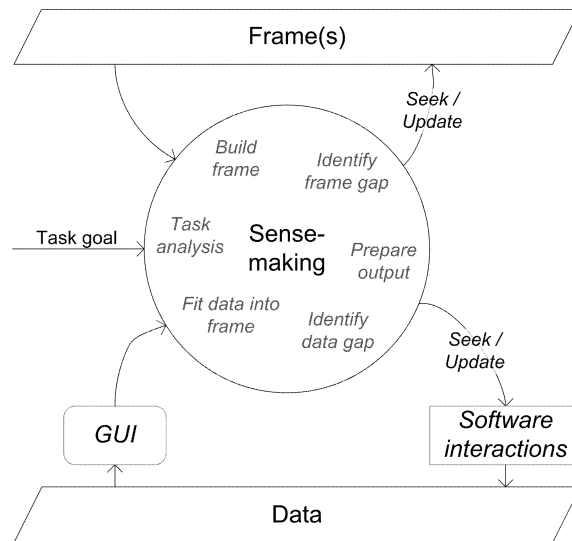 Frame(s)
Seek /
Update
Build
frame
Identify
frame gap
Task goal
Task
analysis
Sense-
making
Prepare
output
Fit data into
frame
Identify
data gap
Seek /
Update
GUI
Software
interactions
Data